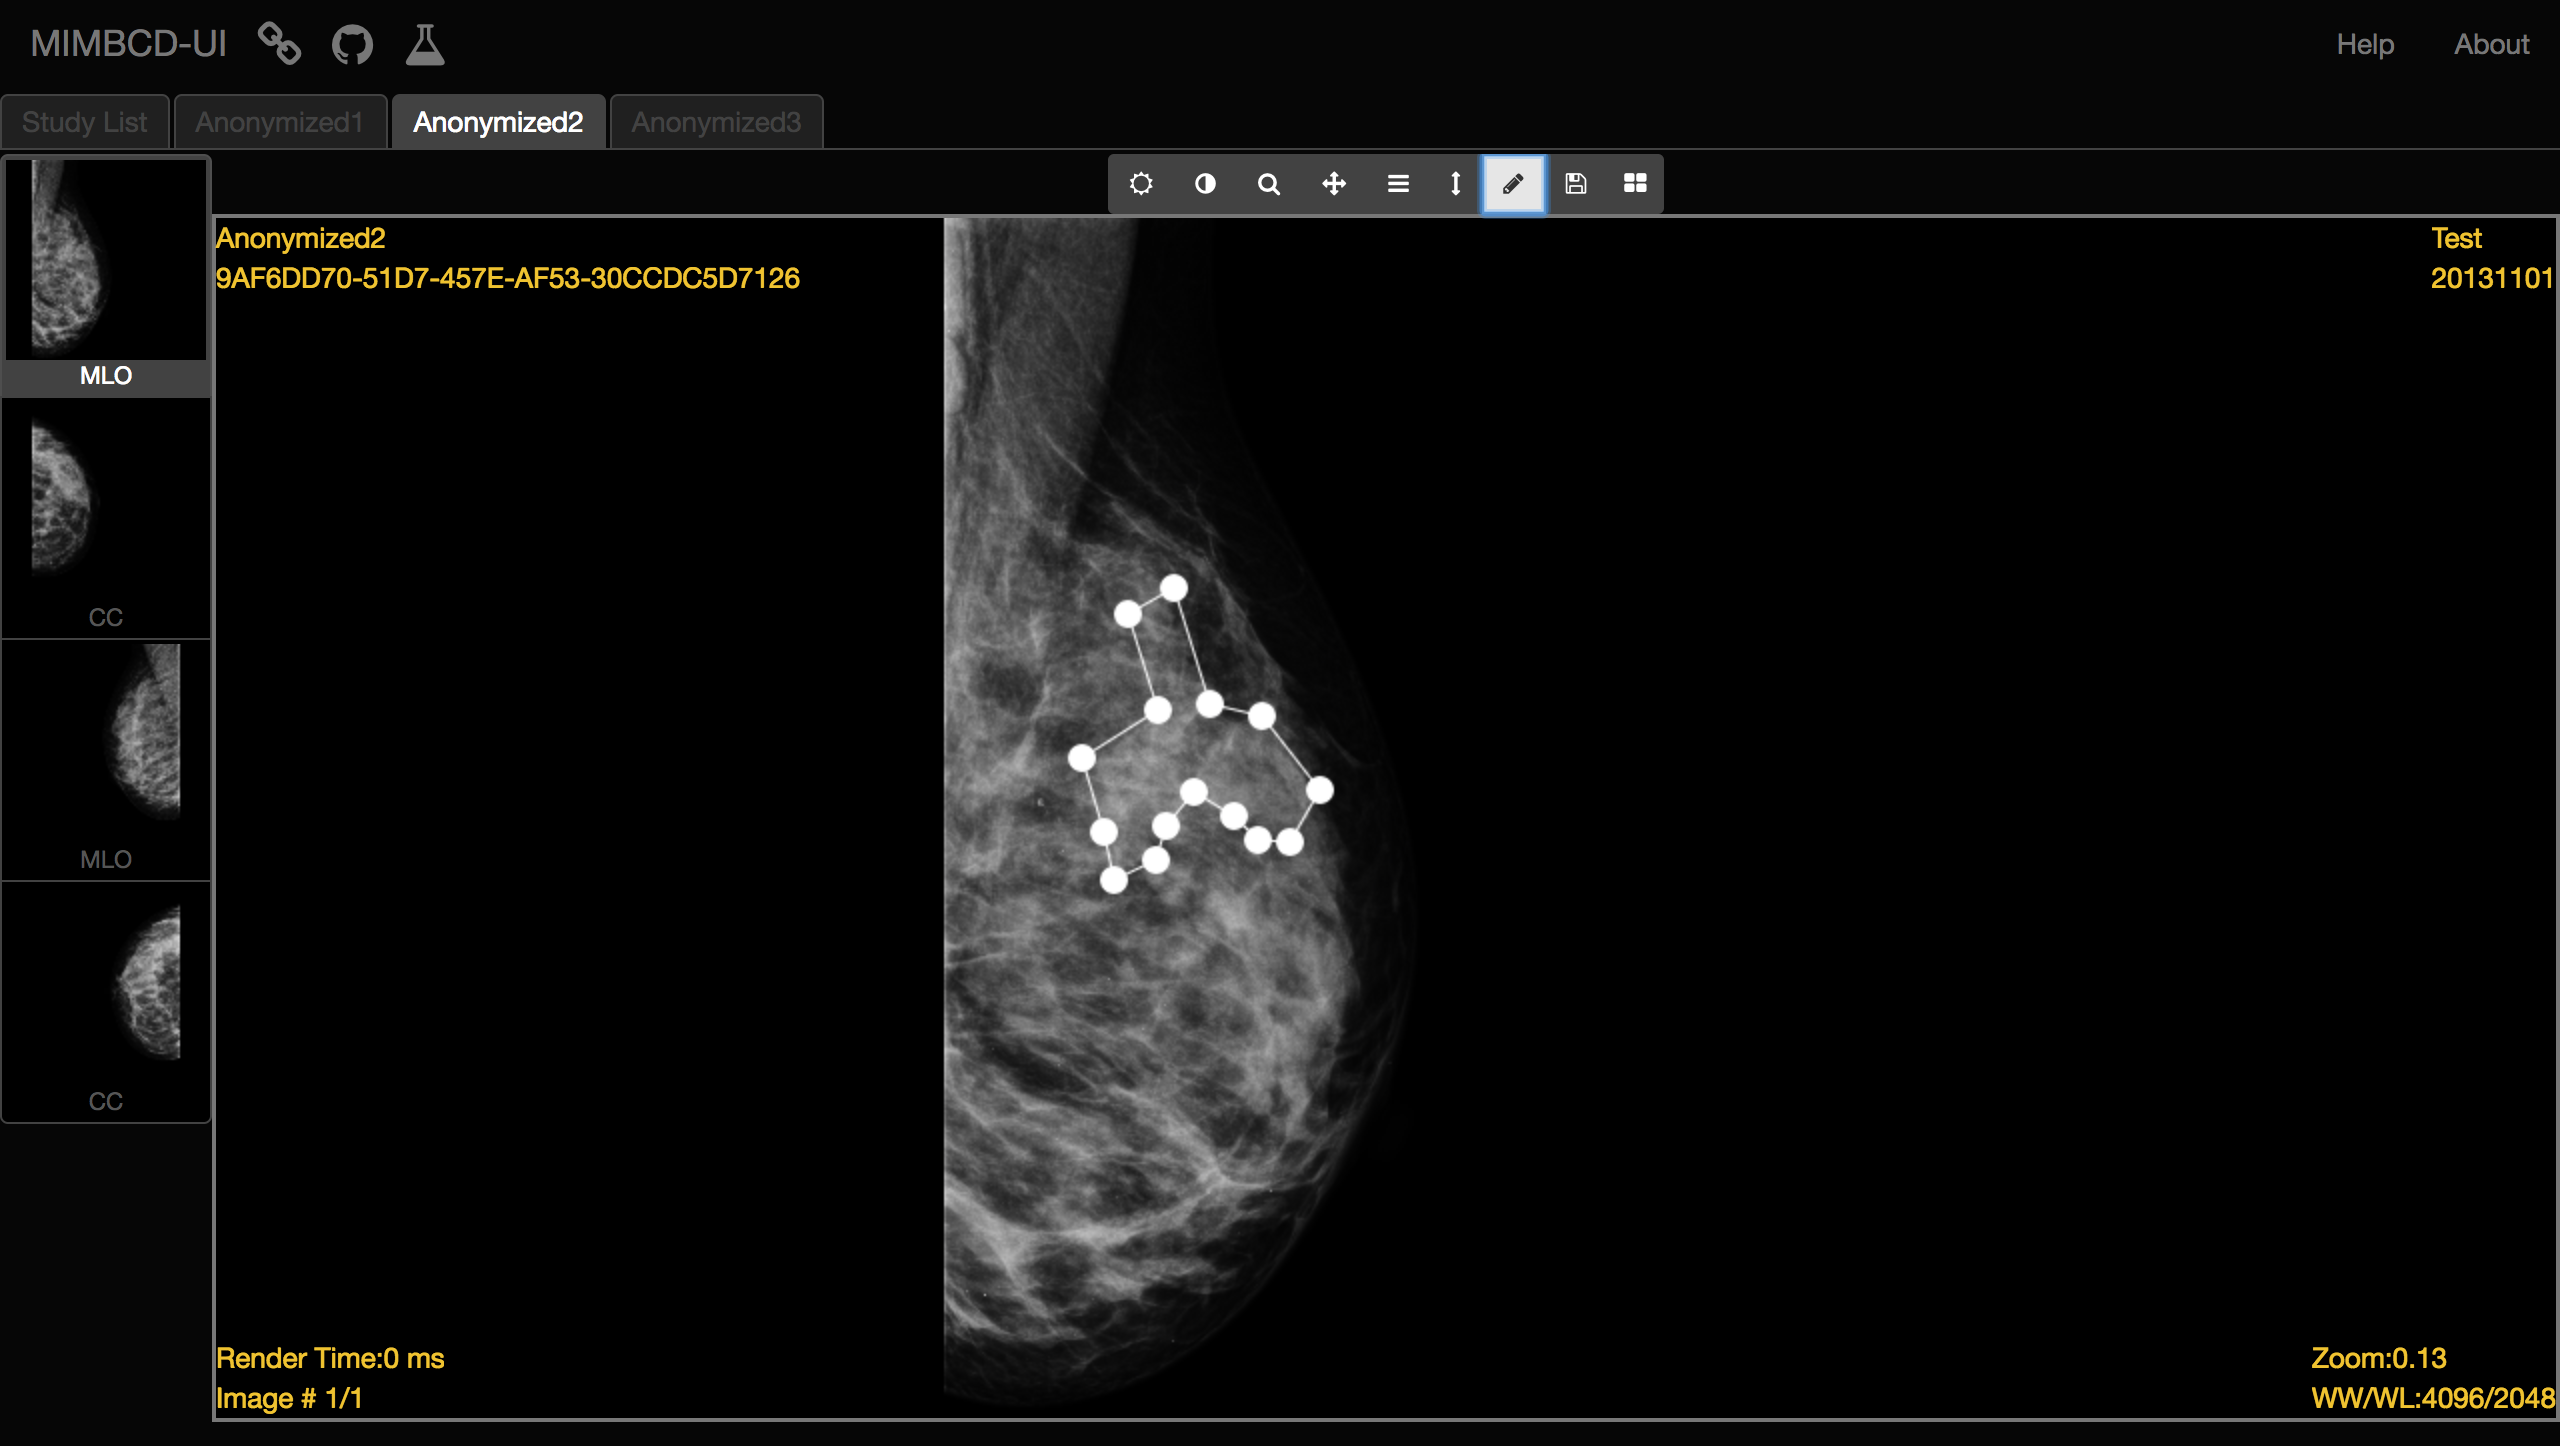 MIMBCD-UI
Help
About
Study List
Anonymized1
Anonymized2
Anonymized3
MLO
CC
MLO
CC
Anonymized2
9AF6DD70-51D7-457E-AF53-30CCDC5D7126
Test
20131101
Render Time:0 ms
Image # 1/1
Zoom:0.13
WW/WL:4096/2048